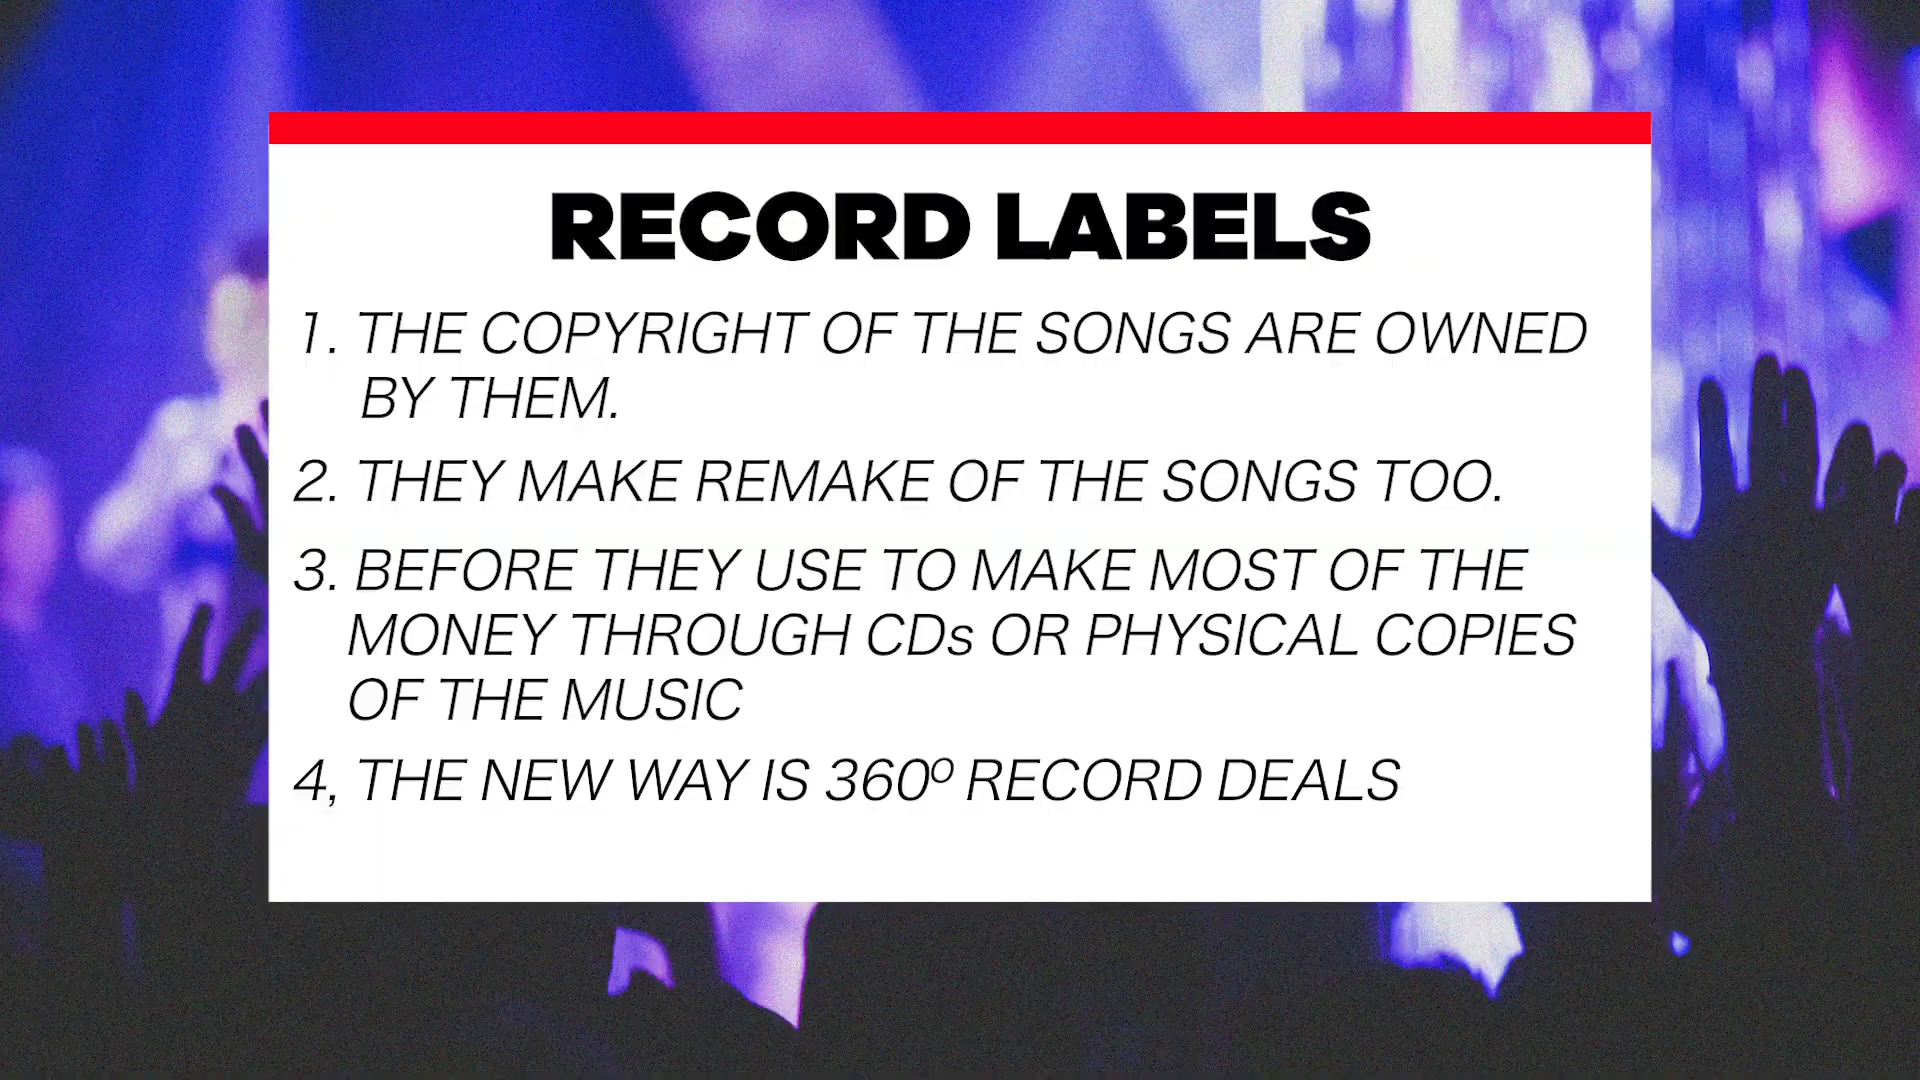 RECORD LABELS
1. THE COPYRIGHT OF THE SONGS ARE OWNED
BY THEM.
2. THEY MAKE REMAKE OF THE SONGS TOO.
3. BEFORE THEY USE TO MAKE MOST OF THE
MONEY THROUGH CDs OR PHYSICAL COPIES
OF THE MUSIC
4, THE NEW WAY IS 360º RECORD DEALS